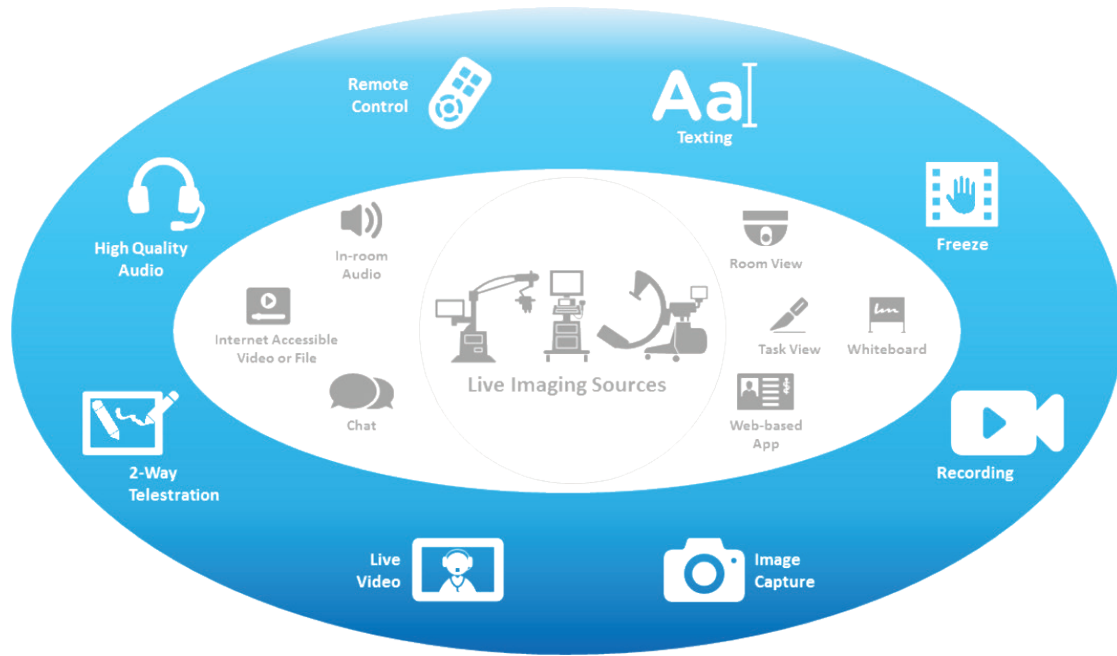 Remote
Control
Aa
Texting
High Quality
Audio
Freeze
In-room
Audio
Room View
Internet Accessible
Video or File
Task View
Whiteboard
Live Imaging Sources
Chat
Web-based
App
2-Way
Telestration
Recording
Live
Video
Image
Capture